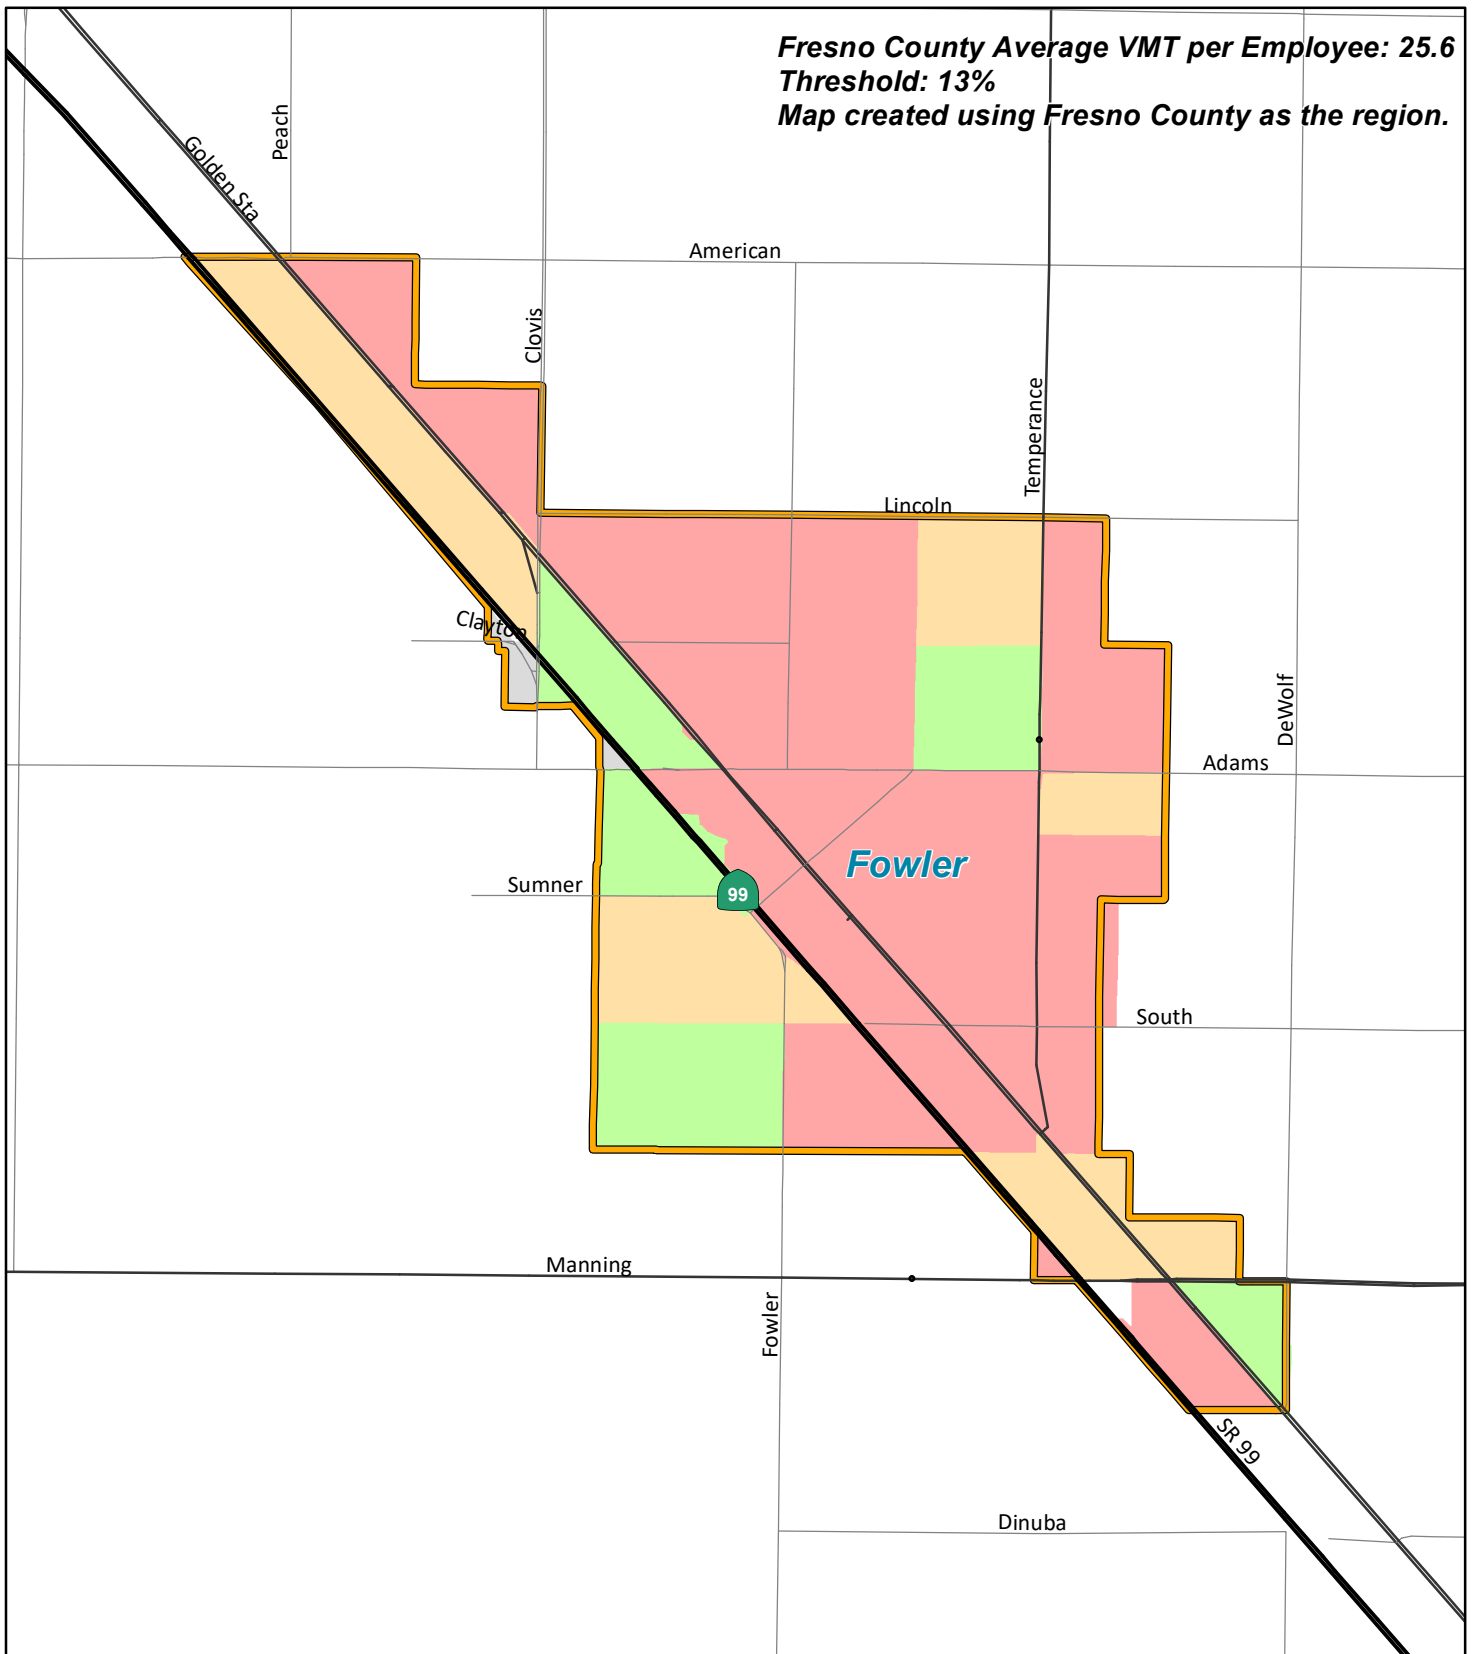 Fresno County Average VMT per Employee: 25.6
Threshold: 13%
Map created using Fresno County as the region.
Peach
Golden Sta
American
Clovis
Temperance
Lincoln
Clayton
DeWolf
Adams
Fowler
Sumner
99
South
Manning
Fowler
SR 99
Dinuba